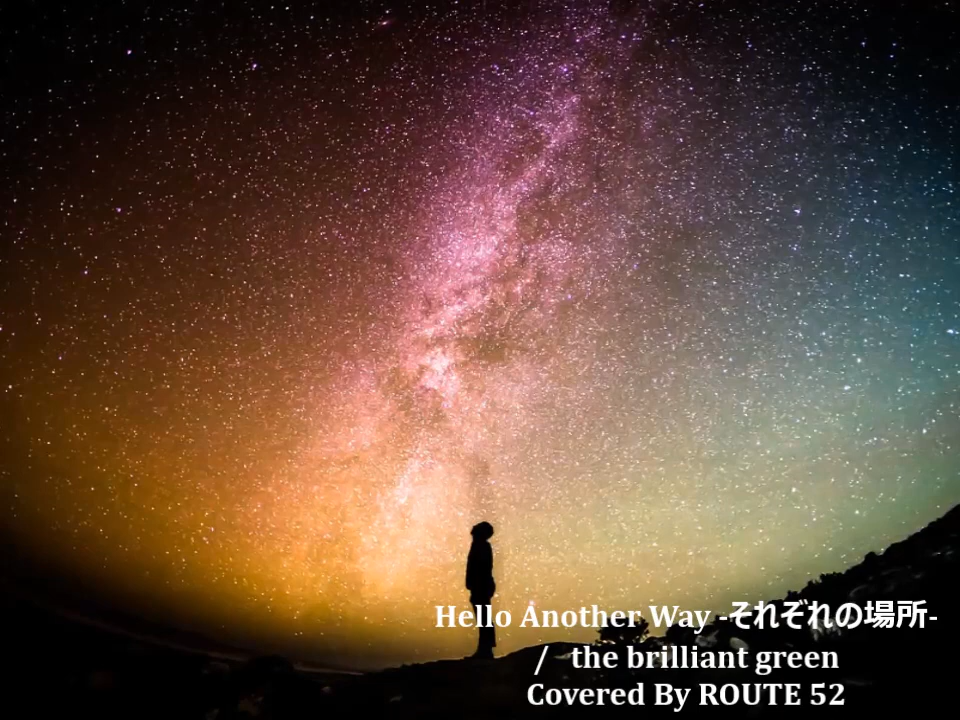 Hello Another Way -それぞれの場所-
/ the brilliant green
Covered By ROUTE 52